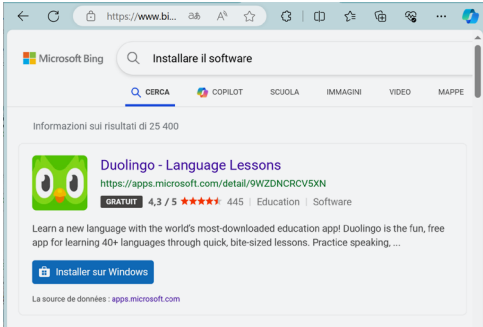 https://www.bi...
Microsoft Bing
Installare il software
CERCA COPILOT SCUOLA IMMAGINI VIDEO MAPPE
Informazioni sui risultati di 25 400
Duolingo - Language Lessons
https://apps.microsoft.com/detail/9WZDNCRCV5XN
GRATUIT 4,3 / 5 ★★★★★ 445 | Education | Software
Learn a new language with the world's most-downloaded education app! Duolingo is the fun, free
app for learning 40+ languages through quick, bite-sized lessons. Practice speaking, ...
Installer sur Windows
La source de données : apps.microsoft.com